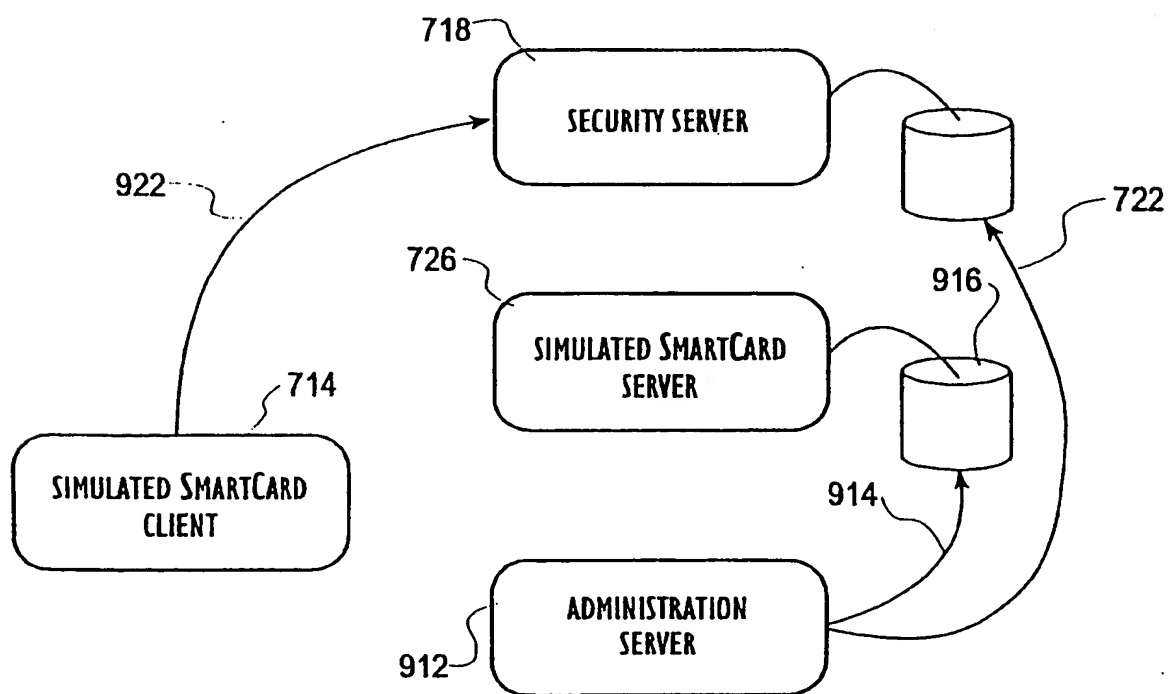 718
SECURITY SERVER
922
722
726
916
SIMULATED SMARTCARD
SERVER
714
SIMULATED SMARTCARD
CLIENT
914
ADMINISTRATION
SERVER
912